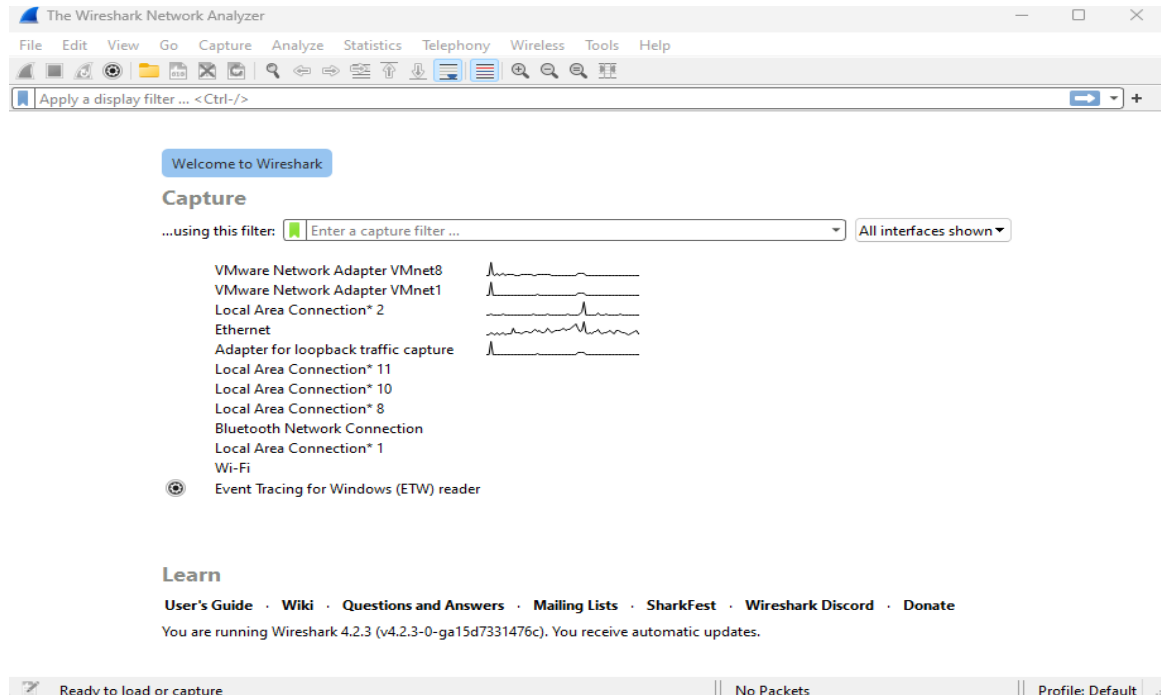 The Wireshark Network Analyzer
File Edit View Go Capture Analyze Statistics Telephony Wireless Tools Help
Apply a display filter ... <Ctrl-/>
+
Welcome to Wireshark
Capture
...using this filter: Enter a capture filter ... All interfaces shown
VMware Network Adapter VMnet8
VMware Network Adapter VMnet1
Local Area Connection* 2
Ethernet
Adapter for loopback traffic capture
Local Area Connection* 11
Local Area Connection* 10
Local Area Connection* 8
Bluetooth Network Connection
Local Area Connection* 1
Wi-Fi
Event Tracing for Windows (ETW) reader
Learn
User's Guide · Wiki · Questions and Answers · Mailing Lists · SharkFest · Wireshark Discord · Donate
You are running Wireshark 4.2.3 (v4.2.3-0-ga15d7331476c). You receive automatic updates.
Ready to load or capture No Packets Profile: Default